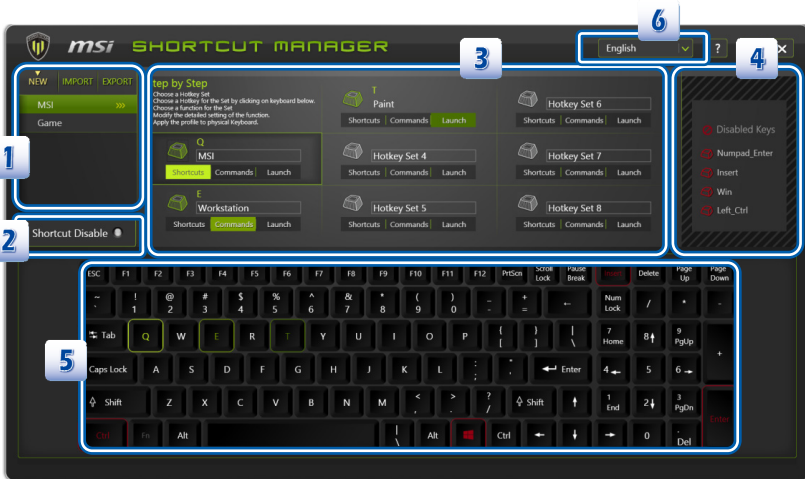 6
msi SHORTCUT MANAGER
English
?
X
3
4
NEW IMPORT EXPORT
MSI >>>
Game
1
tep by Step
Choose a Hotkey Set
Choose a Hotkey for the Set by clicking on keyboard below.
Choose a function for the Set
Modify the detailed setting of the function.
Apply the profile to physical Keyboard.
T
Paint
Shortcuts Commands Launch
Hotkey Set 6
Shortcuts Commands Launch
Q
MSI
Shortcuts Commands Launch
Hotkey Set 4
Shortcuts Commands Launch
Hotkey Set 7
Shortcuts Commands Launch
E
Workstation
Shortcuts Commands Launch
Hotkey Set 5
Shortcuts Commands Launch
Hotkey Set 8
Shortcuts Commands Launch
Disabled Keys
Numpad_Enter
Insert
Win
Left_Ctrl
2
Shortcut Disable
5
ESC F1 F2 F3 F4 F5 F6 F7 F8 F9 F10 F11 F12 PrtScn Scroll Lock Pause Break Insert Delete Page Up Page Down
~ ! @ # $ % ^ & * ( ) _ +
` 1 2 3 4 5 6 7 8 9 0 - = ← Num Lock / * -
Tab Q W E R T Y U I O P { [ } ] | \ 7 Home 8↑ 9 PgUp +
Caps Lock A S D F G H J K L : ; " ' Enter 4← 5 6→
Shift Z X C V B N M < , > . ? / Shift ↑ 1 End 2↓ 3 PgDn Enter
Ctrl Fn Alt | \ Alt Ctrl ← ↓ → 0 . Del